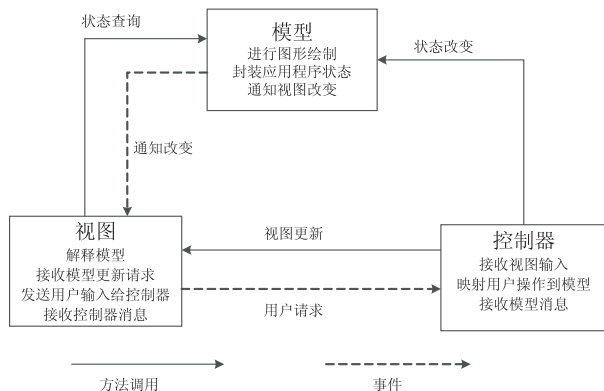 状态查询
模型
进行图形绘制
封装应用程序状态
通知视图改变
状态改变
通知改变
视图
解释模型
接收模型更新请求
发送用户输入给控制器
接收控制器消息
视图更新
用户请求
控制器
接收视图输入
映射用户操作到模型
接收模型消息
方法调用
事件